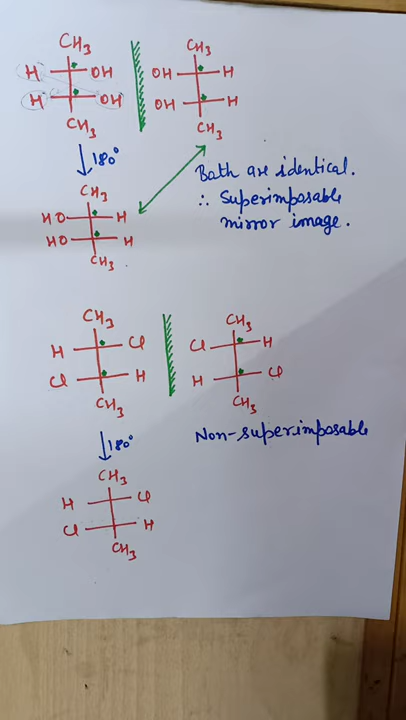 CH3 CH3
H OH OH H
H OH OH H
CH3 CH3
180°
CH3
HO H
HO H
CH3
Both are identical.
∴ Superimposable
mirror image.
CH3 CH3
H Cl Cl H
Cl H H Cl
CH3 CH3
180°
Non-superimposable
CH3
H Cl
Cl H
CH3